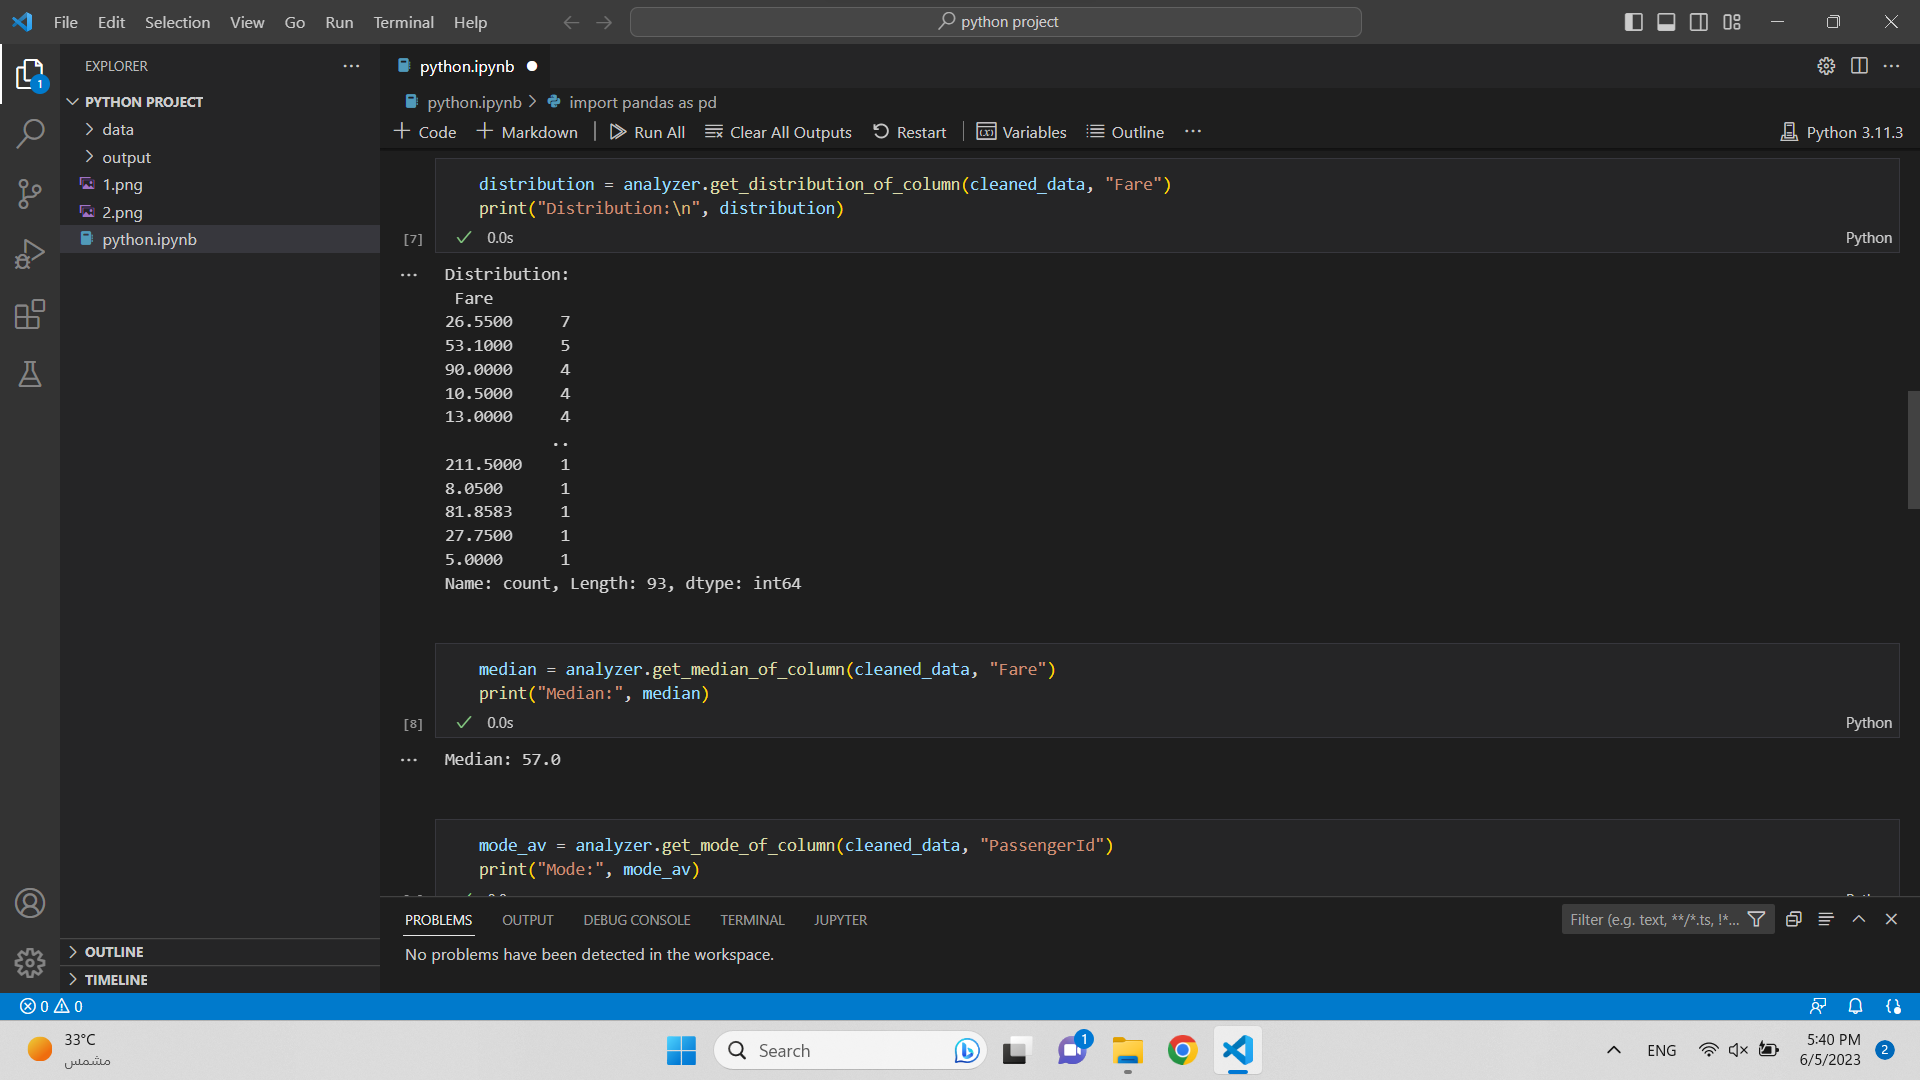 File Edit Selection View Go Run Terminal Help
python project
EXPLORER
PYTHON PROJECT
data
output
1.png
2.png
python.ipynb
OUTLINE
TIMELINE
1
python.ipynb
python.ipynb > import pandas as pd
+ Code + Markdown | Run All Clear All Outputs Restart | Variables Outline ...
Python 3.11.3
distribution = analyzer.get_distribution_of_column(cleaned_data, "Fare")
print("Distribution:\n", distribution)
[7] 0.0s Python
Distribution:
Fare
26.5500 7
53.1000 5
90.0000 4
10.5000 4
13.0000 4
..
211.5000 1
8.0500 1
81.8583 1
27.7500 1
5.0000 1
Name: count, Length: 93, dtype: int64
median = analyzer.get_median_of_column(cleaned_data, "Fare")
print("Median:", median)
[8] 0.0s Python
Median: 57.0
mode_av = analyzer.get_mode_of_column(cleaned_data, "PassengerId")
print("Mode:", mode_av)
PROBLEMS OUTPUT DEBUG CONSOLE TERMINAL JUPYTER
Filter (e.g. text, **/*.ts, !*...
No problems have been detected in the workspace.
0 0
33°C
مشمس
Search
1
ENG
5:40 PM
6/5/2023
2